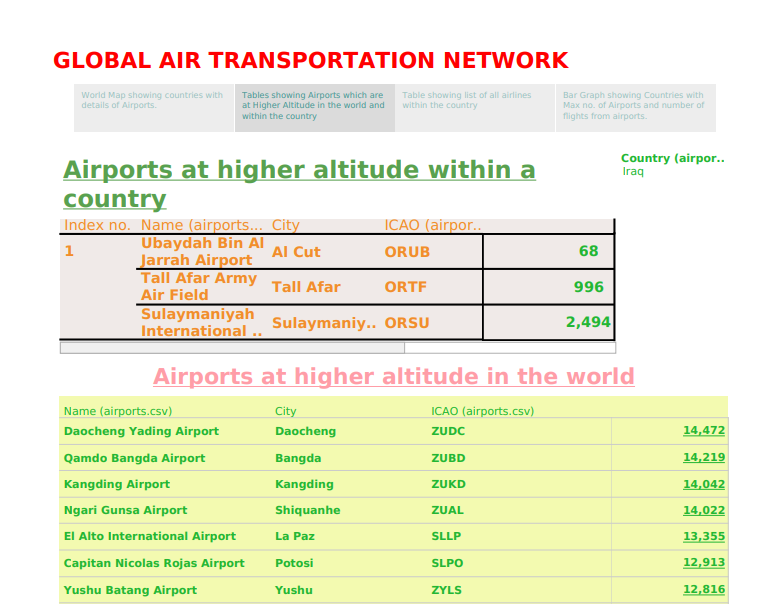 GLOBAL AIR TRANSPORTATION NETWORK
World Map showing countries with
details of Airports.
Tables showing Airports which are
at Higher Altitude in the world and
within the country
Table showing list of all airlines
within the country
Bar Graph showing Countries with
Max no. of Airports and number of
flights from airports.
Airports at higher altitude within a
country
Country (airpor..
Iraq
Index no. Name (airports... City ICAO (airpor..
1 Ubaydah Bin Al
Jarrah Airport Al Cut ORUB 68
Tall Afar Army
Air Field Tall Afar ORTF 996
Sulaymaniyah
International .. Sulaymaniy.. ORSU 2,494
Airports at higher altitude in the world
Name (airports.csv) City ICAO (airports.csv)
Daocheng Yading Airport Daocheng ZUDC 14,472
Qamdo Bangda Airport Bangda ZUBD 14,219
Kangding Airport Kangding ZUKD 14,042
Ngari Gunsa Airport Shiquanhe ZUAL 14,022
El Alto International Airport La Paz SLLP 13,355
Capitan Nicolas Rojas Airport Potosi SLPO 12,913
Yushu Batang Airport Yushu ZYLS 12,816